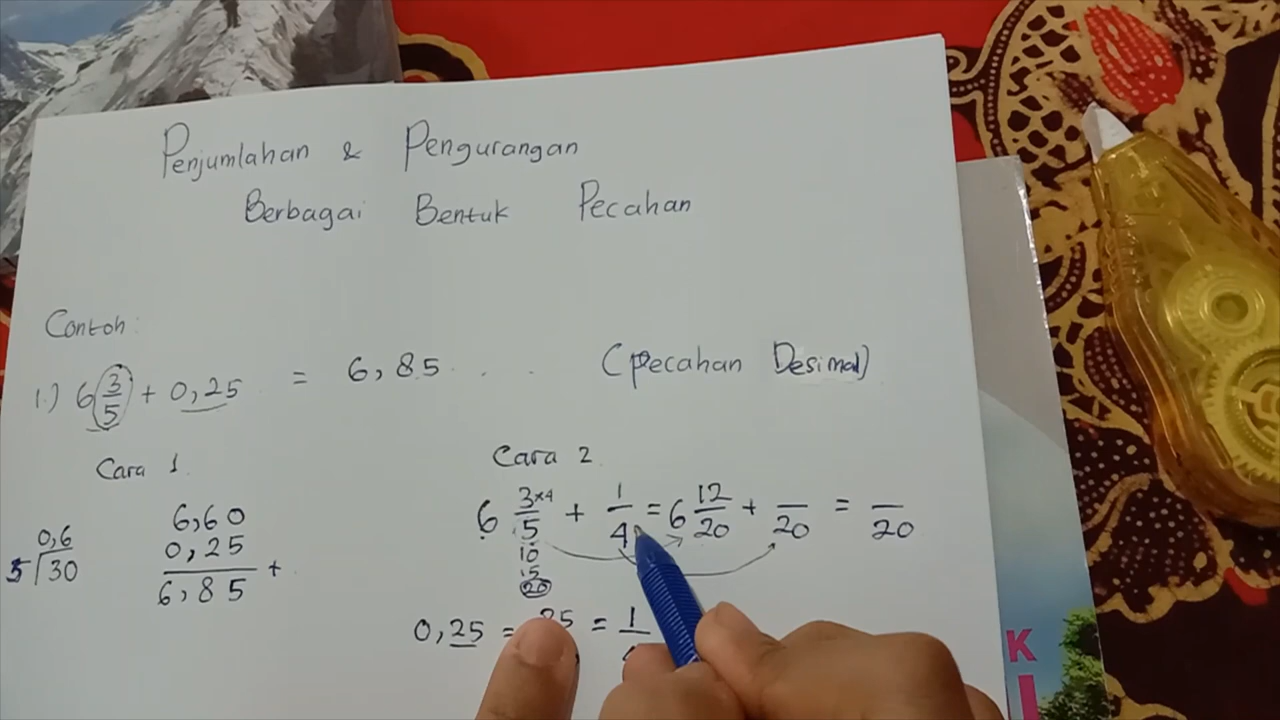 Penjumlahan & Pengurangan
Berbagai Bentuk Pecahan
Contoh:
1.) 6 3/5 + 0,25 = 6,85 . . (Pecahan Desimal)
Cara 1
0,6
5/30
6,60
0,25
6,85 +
Cara 2
6 3×4/5 + 1/4 = 6 12/20 + /20 = /20
10
15
20
0,25 = 25 = 1
K